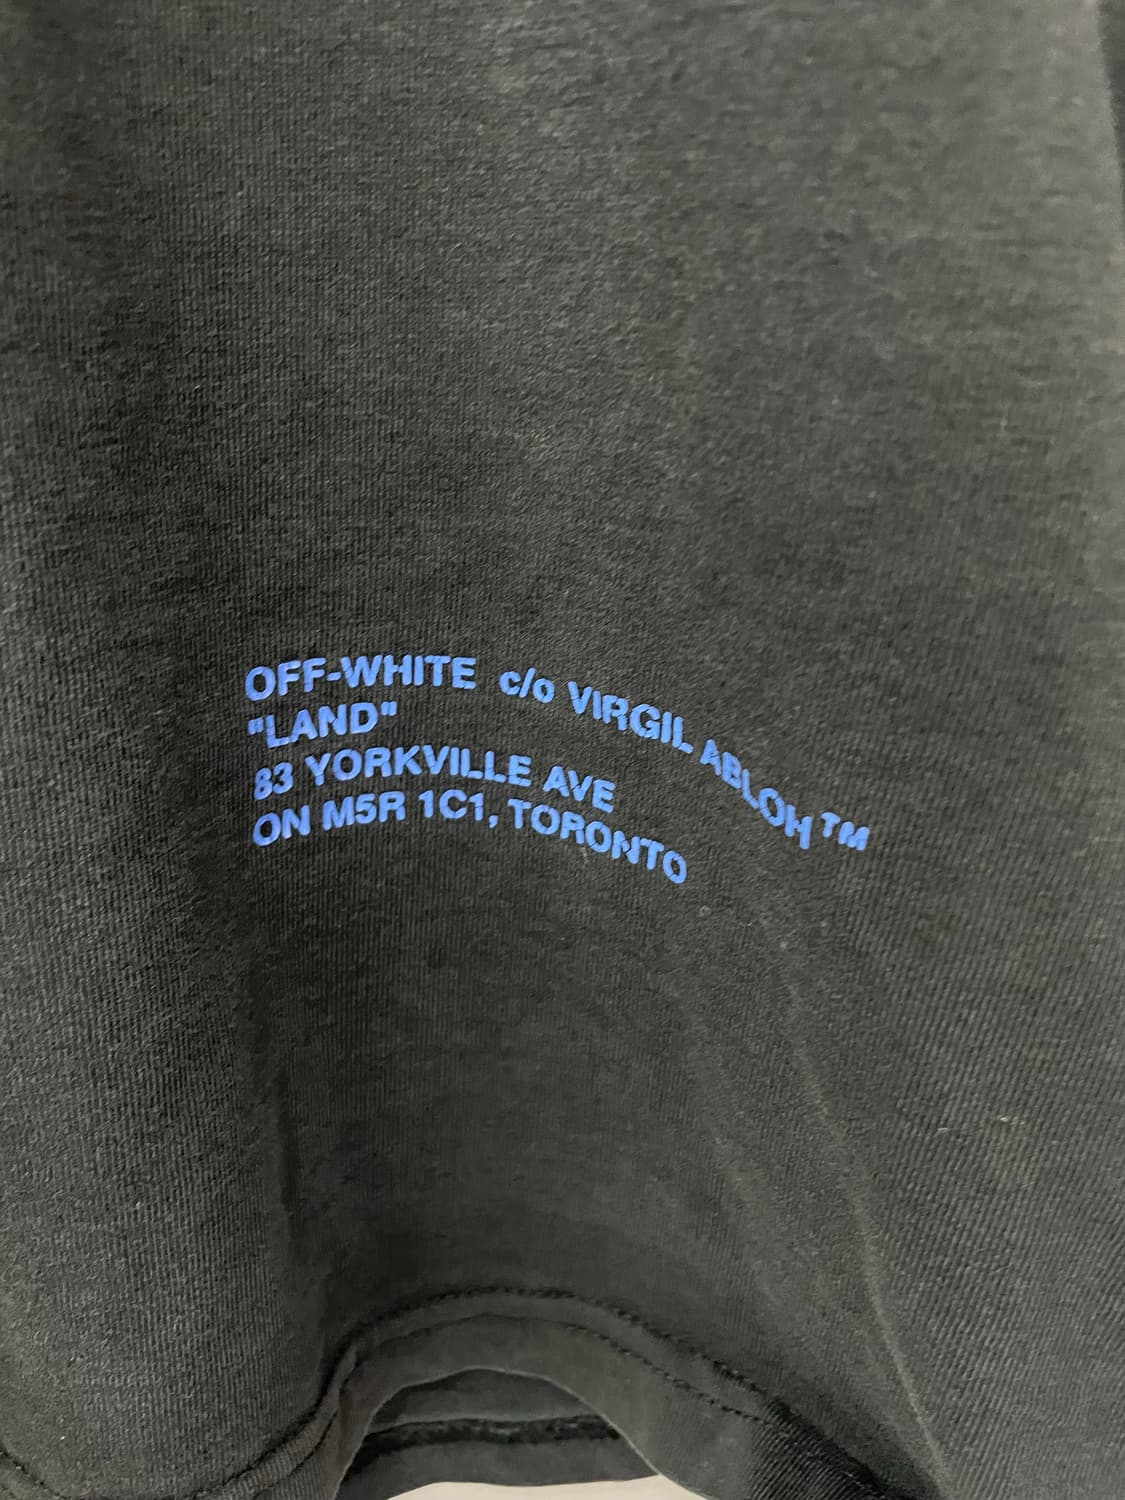 OFF-WHITE c/o VIRGIL ABLOH™
"LAND"
83 YORKVILLE AVE
ON M5R 1C1, TORONTO